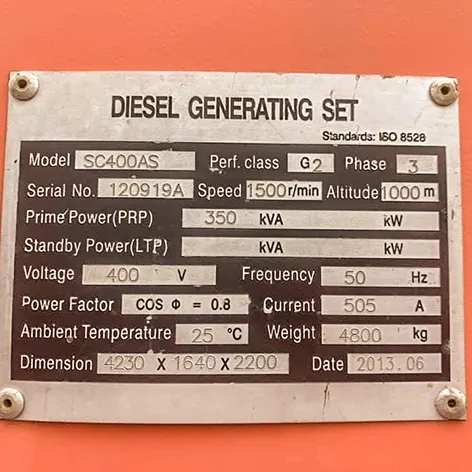 DIESEL GENERATING SET
Standards: ISO 8528
Model SC400AS Perf. class G2 Phase 3
Serial No. 120919A Speed 1500 r/min Altitude 1000 m
Prime Power(PRP) 350 kVA kW
Standby Power(LTP) kVA kW
Voltage 400 V Frequency 50 Hz
Power Factor COS Φ = 0.8 Current 505 A
Ambient Temperature 25 °C Weight 4800 kg
Dimension 4230 X 1640 X 2200 Date 2013.06